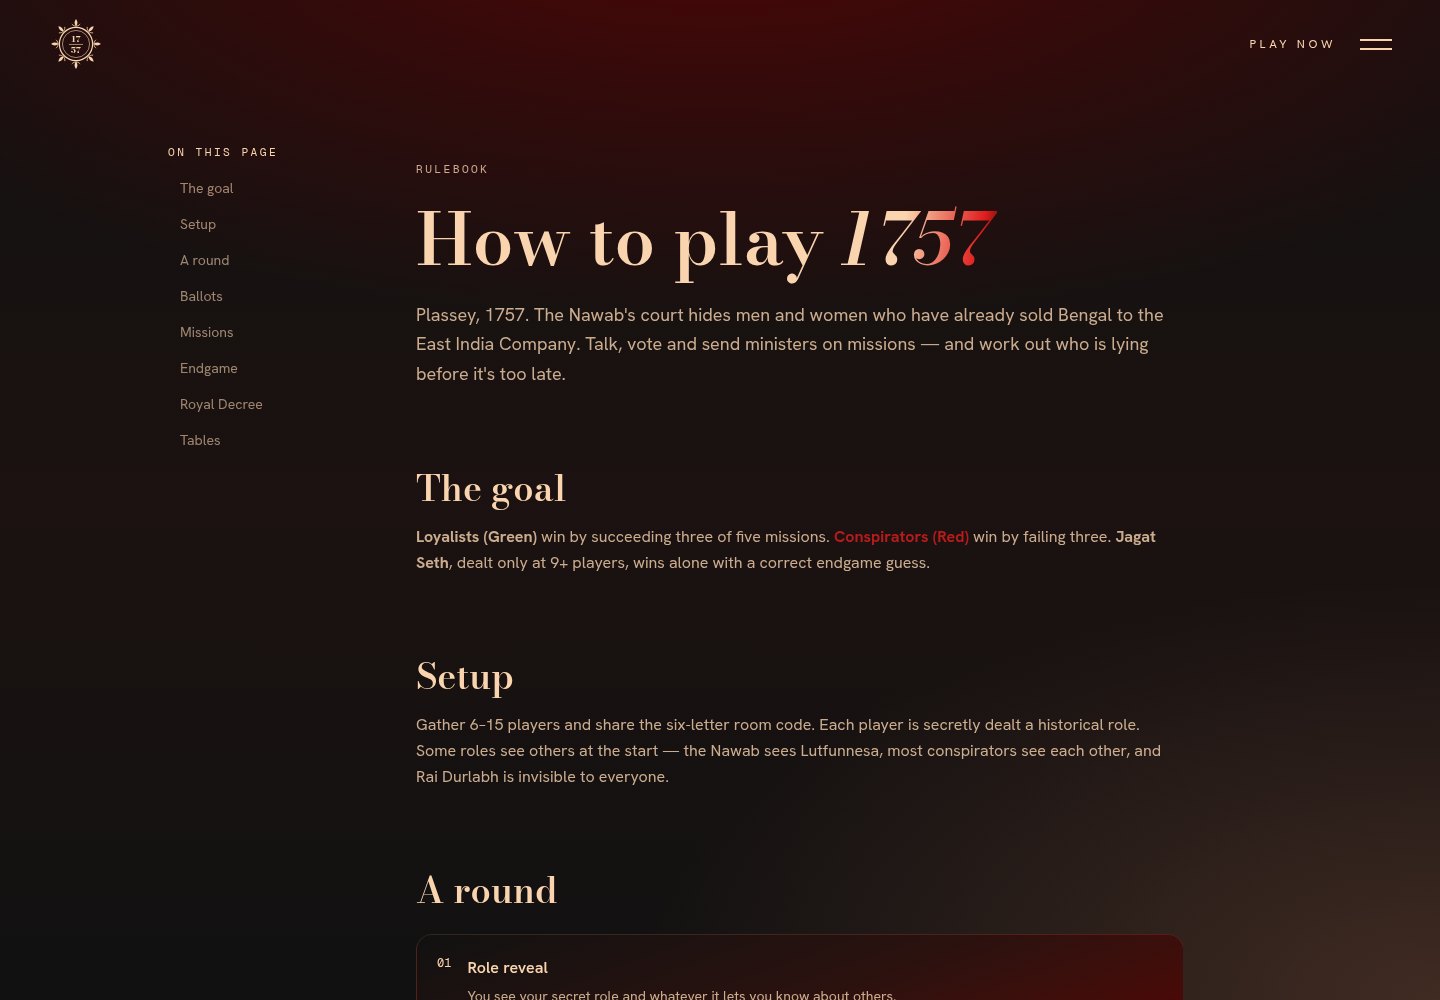 17
57
PLAY NOW
ON THIS PAGE
The goal
Setup
A round
Ballots
Missions
Endgame
Royal Decree
Tables
RULEBOOK
How to play 1757
Plassey, 1757. The Nawab's court hides men and women who have already sold Bengal to the
East India Company. Talk, vote and send ministers on missions — and work out who is lying
before it's too late.
The goal
Loyalists (Green) win by succeeding three of five missions. Conspirators (Red) win by failing three. Jagat
Seth, dealt only at 9+ players, wins alone with a correct endgame guess.
Setup
Gather 6–15 players and share the six-letter room code. Each player is secretly dealt a historical role.
Some roles see others at the start — the Nawab sees Lutfunnesa, most conspirators see each other, and
Rai Durlabh is invisible to everyone.
A round
01
Role reveal
You see your secret role and whatever it lets you know about others.